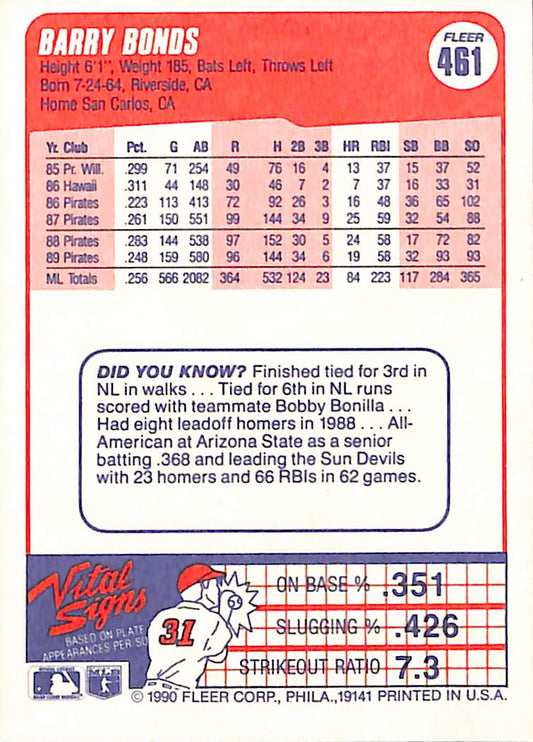 BARRY BONDS
FLEER
461
Height 6'1", Weight 185, Bats Left, Throws Left
Born 7-24-64, Riverside, CA
Home San Carlos, CA
Yr. Club Pct. G AB R H 2B 3B HR RBI SB BB SO
85 Pr. Will. .299 71 254 49 76 16 4 13 37 15 37 52
86 Hawaii .311 44 148 30 46 7 2 7 37 16 33 31
86 Pirates .223 113 413 72 92 26 3 16 48 36 65 102
87 Pirates .261 150 551 99 144 34 9 25 59 32 54 88
88 Pirates .283 144 538 97 152 30 5 24 58 17 72 82
89 Pirates .248 159 580 96 144 34 6 19 58 32 93 93
ML Totals .256 566 2082 364 532 124 23 84 223 117 284 365
DID YOU KNOW? Finished tied for 3rd in
NL in walks . . . Tied for 6th in NL runs
scored with teammate Bobby Bonilla . . .
Had eight leadoff homers in 1988 . . . All-
American at Arizona State as a senior
batting .368 and leading the Sun Devils
with 23 homers and 66 RBIs in 62 games.
Vital
Signs
BASED ON PLATE
APPEARANCES PER SO
31
ON BASE % .351
SLUGGING % .426
STRIKEOUT RATIO 7.3
© 1990 FLEER CORP., PHILA., 19141 PRINTED IN U.S.A.